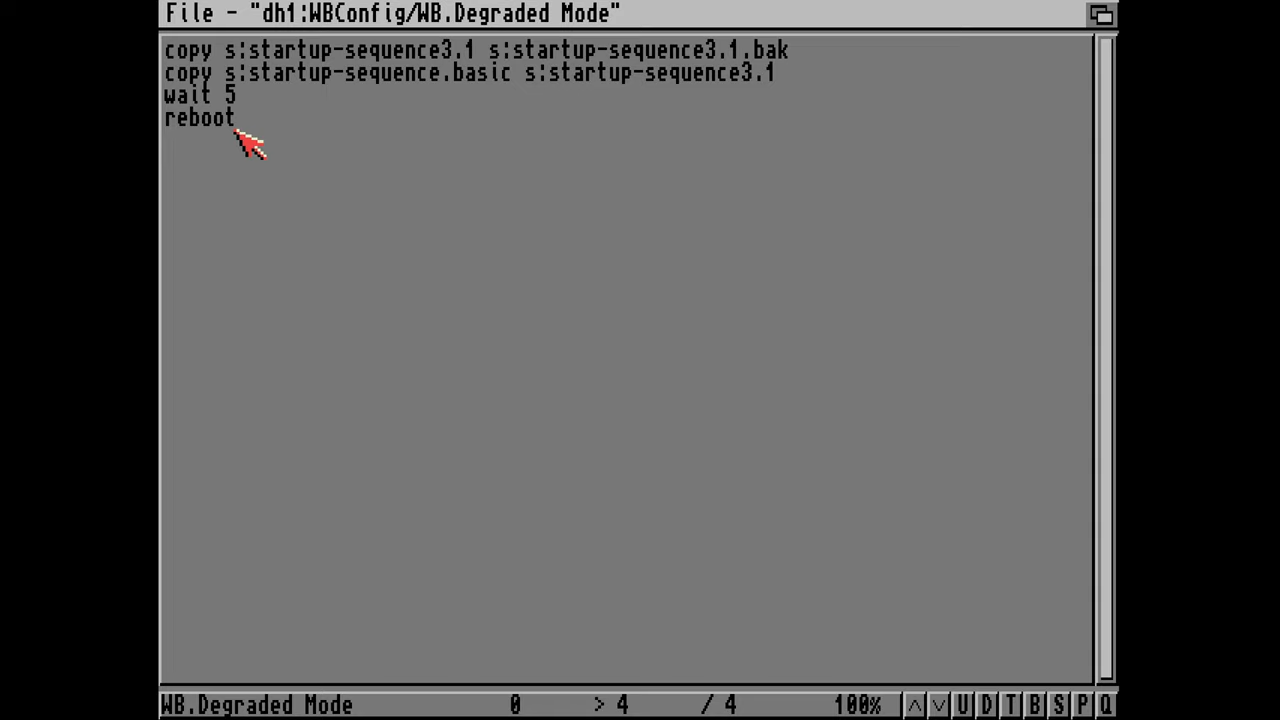 File - "dh1:WBConfig/WB.Degraded Mode"
copy s:startup-sequence3.1 s:startup-sequence3.1.bak
copy s:startup-sequence.basic s:startup-sequence3.1
wait 5
reboot
WB.Degraded Mode 0 > 4 / 4 100% ^ v U D T B S P Q